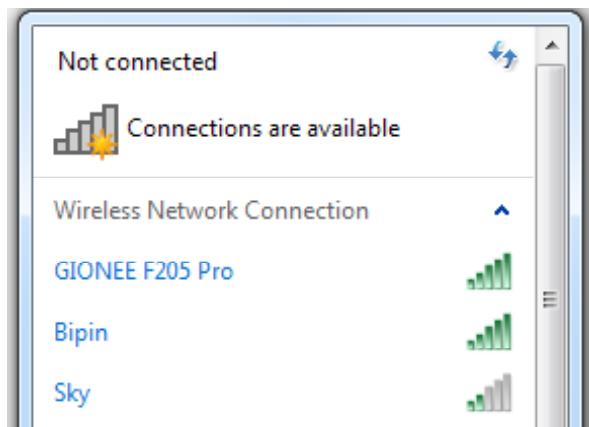 Not connected
Connections are available
Wireless Network Connection
GIONEE F205 Pro
Bipin
Sky